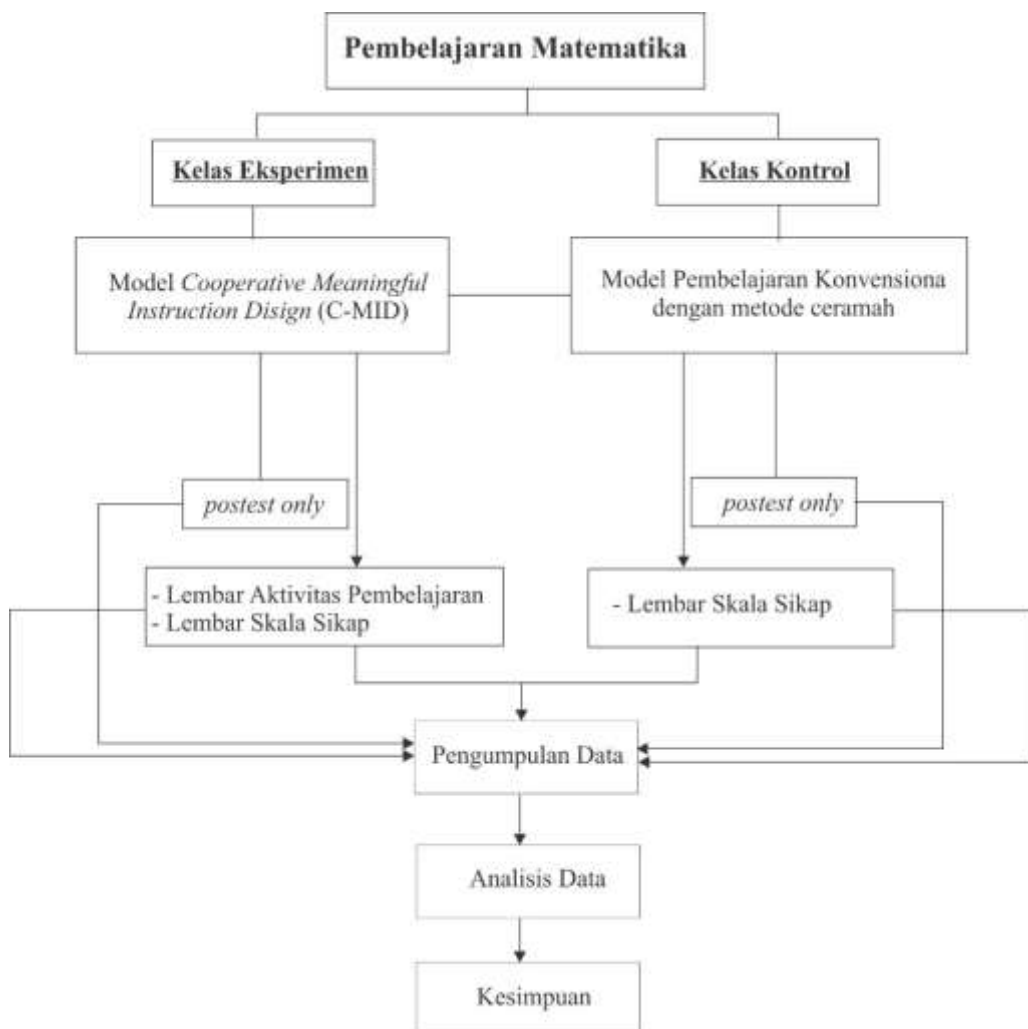 Pembelajaran Matematika
Kelas Eksperimen
Kelas Kontrol
Model Cooperative Meaningful
Instruction Disign (C-MID)
Model Pembelajaran Konvensiona
dengan metode ceramah
postest only
postest only
- Lembar Aktivitas Pembelajaran
- Lembar Skala Sikap
- Lembar Skala Sikap
Pengumpulan Data
Analisis Data
Kesimpuan